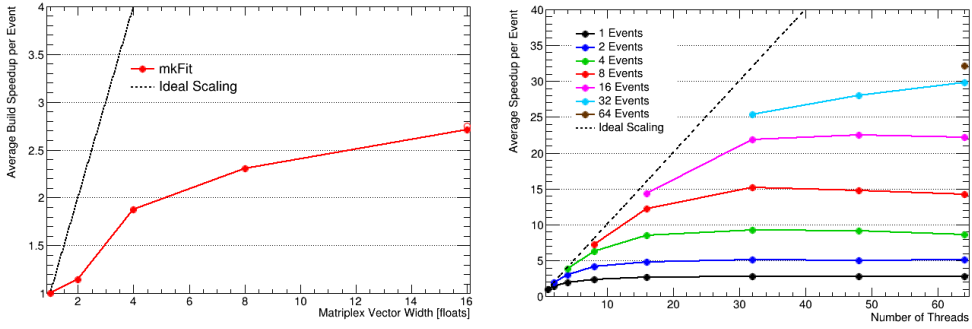 Average Build Speedup per Event
4
3.5
3
2.5
2
1.5
1
mkFit
Ideal Scaling
2
4
6
8
10
12
14
16
Matriplex Vector Width [floats]
Average Speedup per Event
40
35
30
25
20
15
10
5
0
1 Events
2 Events
4 Events
8 Events
16 Events
32 Events
64 Events
Ideal Scaling
10
20
30
40
50
60
Number of Threads